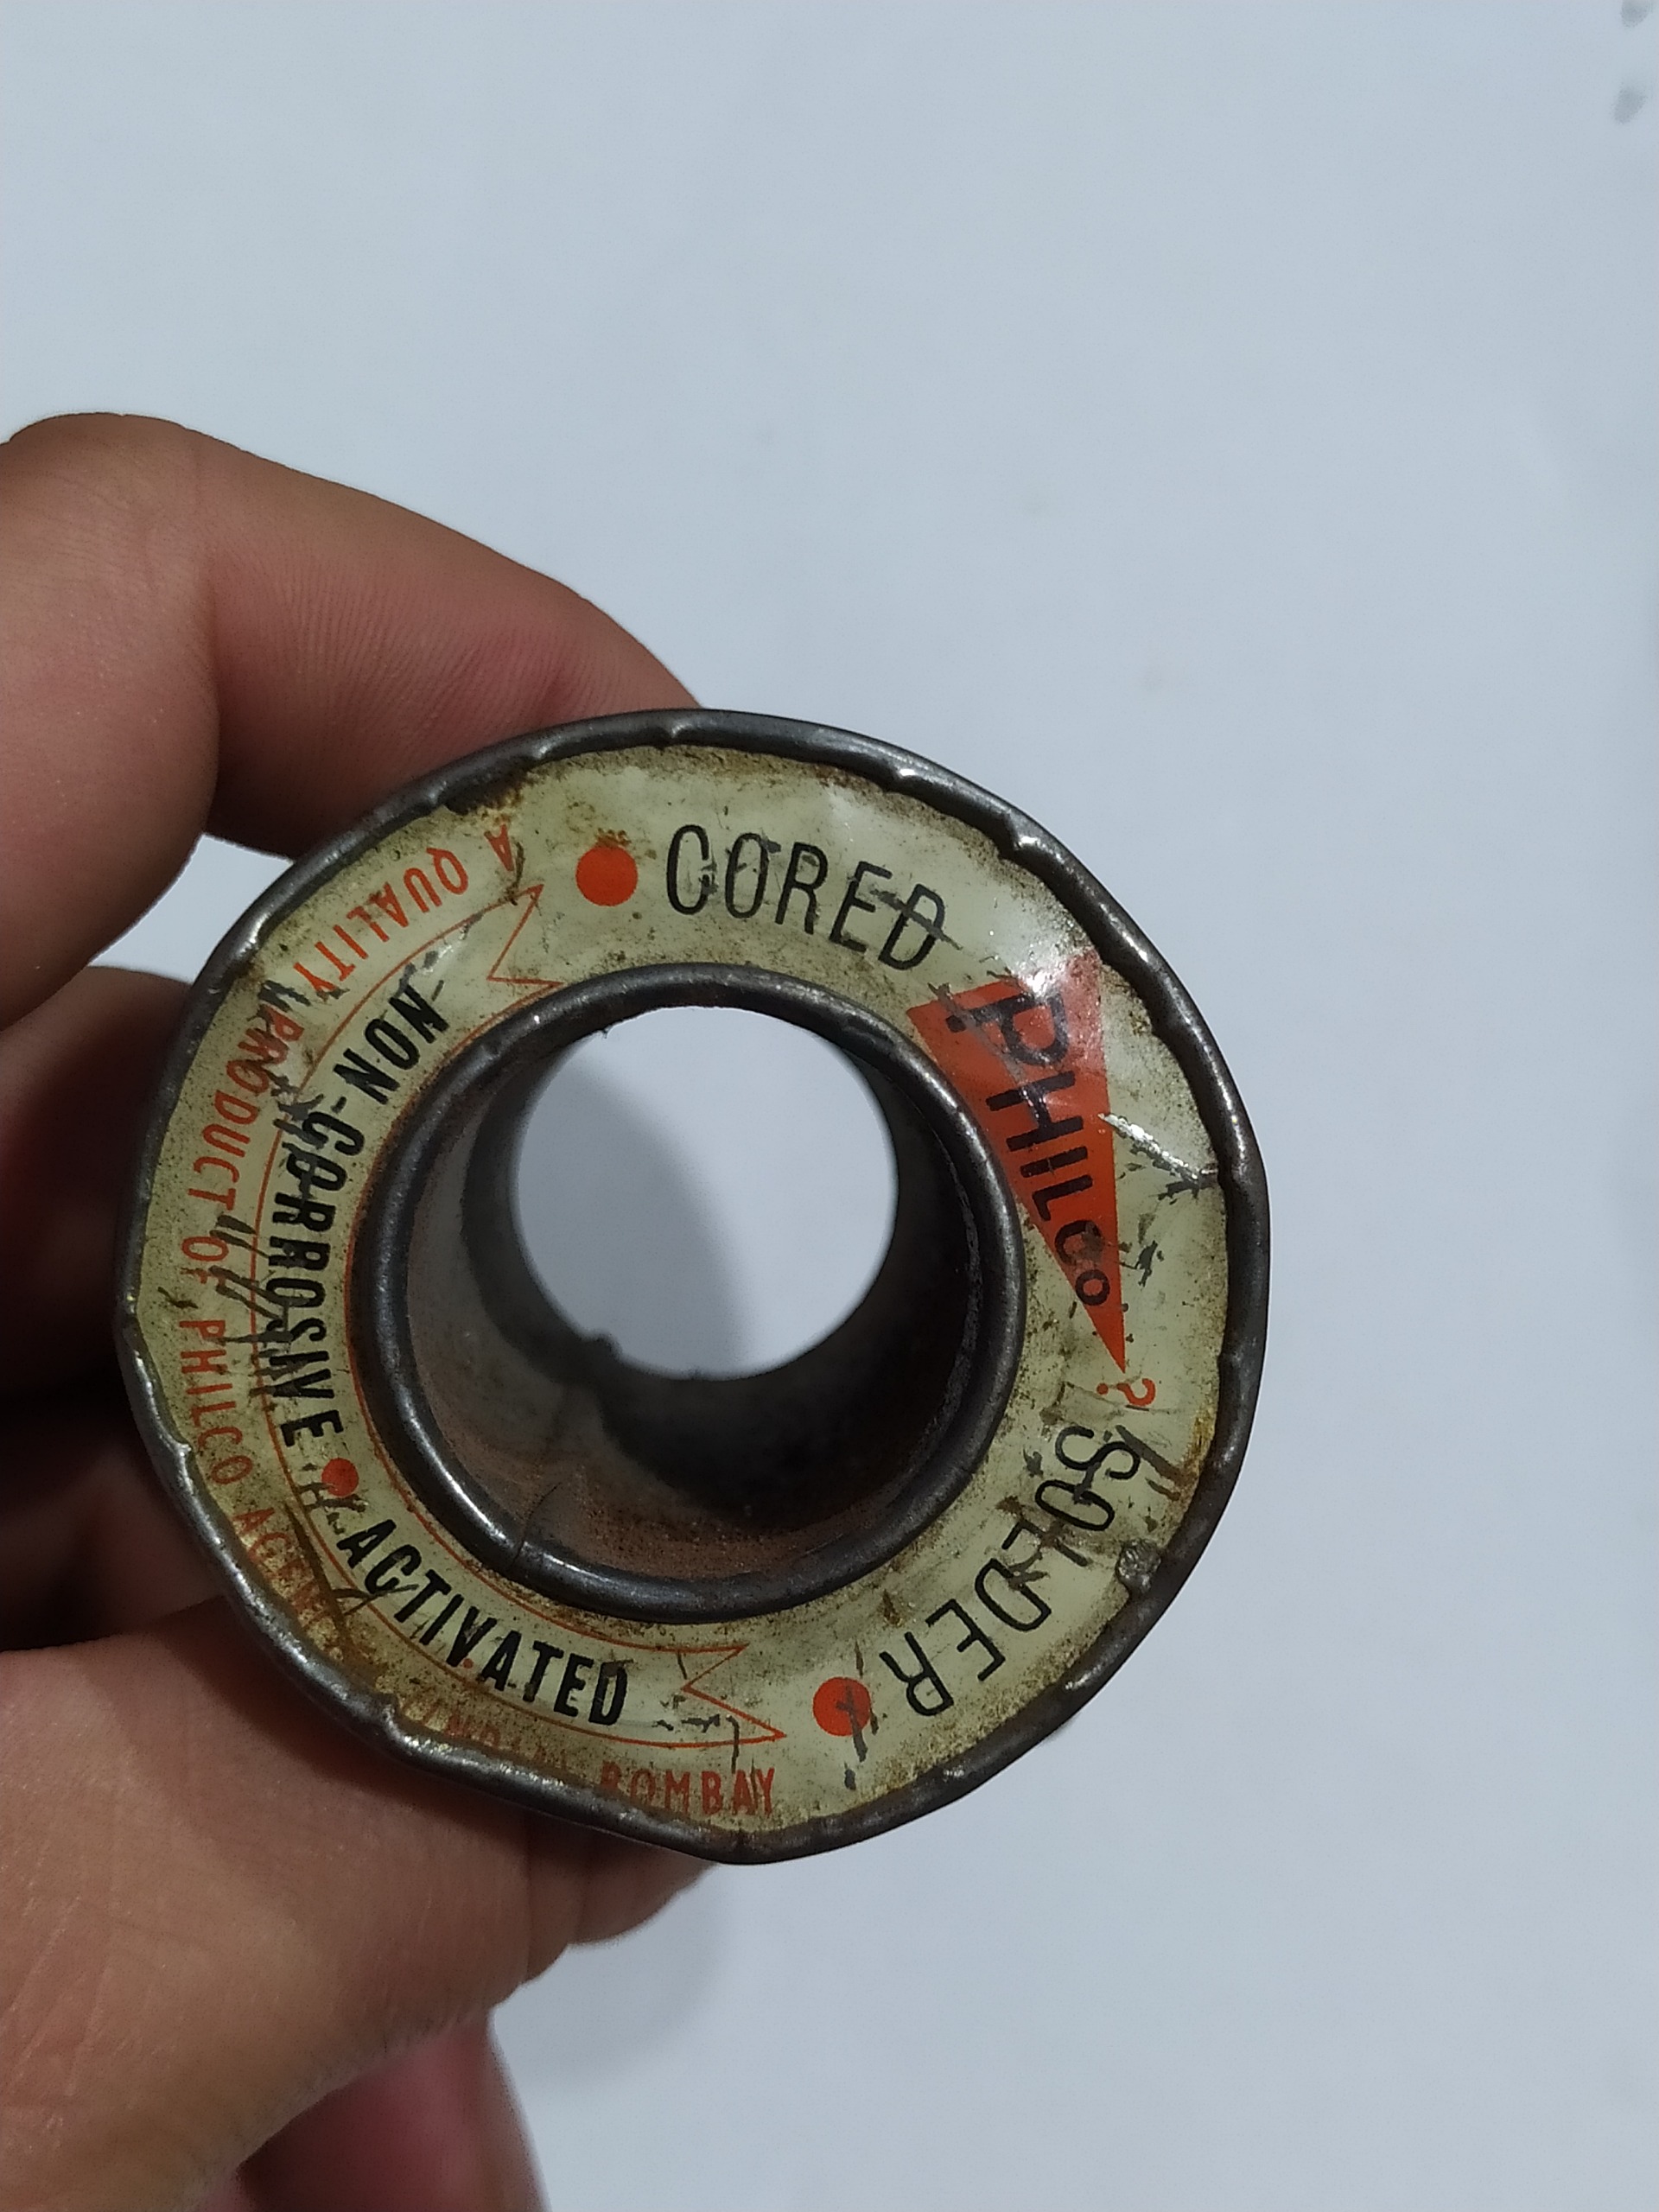 CORED
PHILCO
SOLDER
NON-CORROSIVE ACTIVATED
A QUALITY PRODUCT OF PHILCO BOMBAY